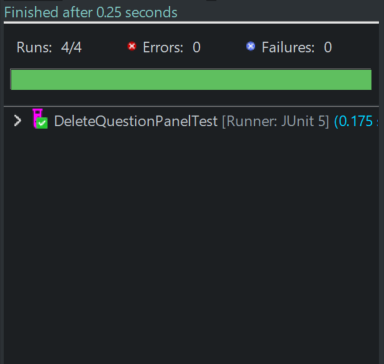 Finished after 0.25 seconds
Runs: 4/4 Errors: 0 Failures: 0
DeleteQuestionPanelTest [Runner: JUnit 5] (0.175 s